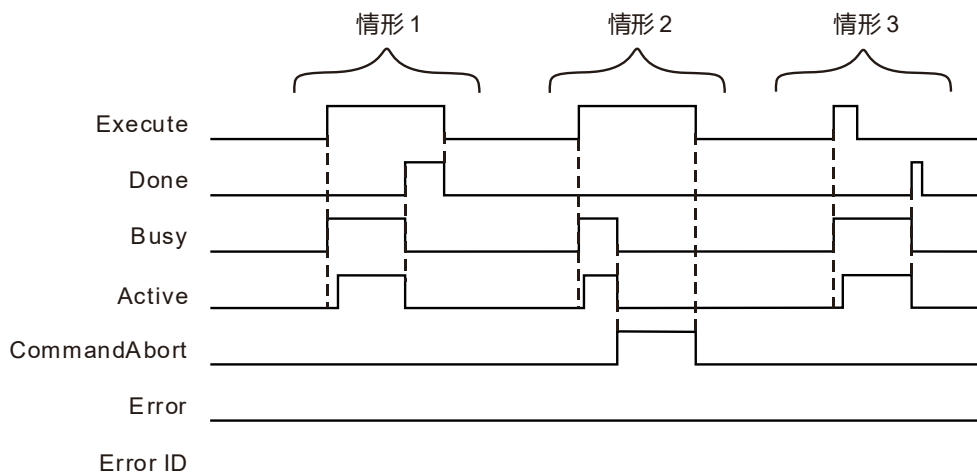 情形 1 情形 2 情形 3
Execute
Done
Busy
Active
CommandAbort
Error
Error ID